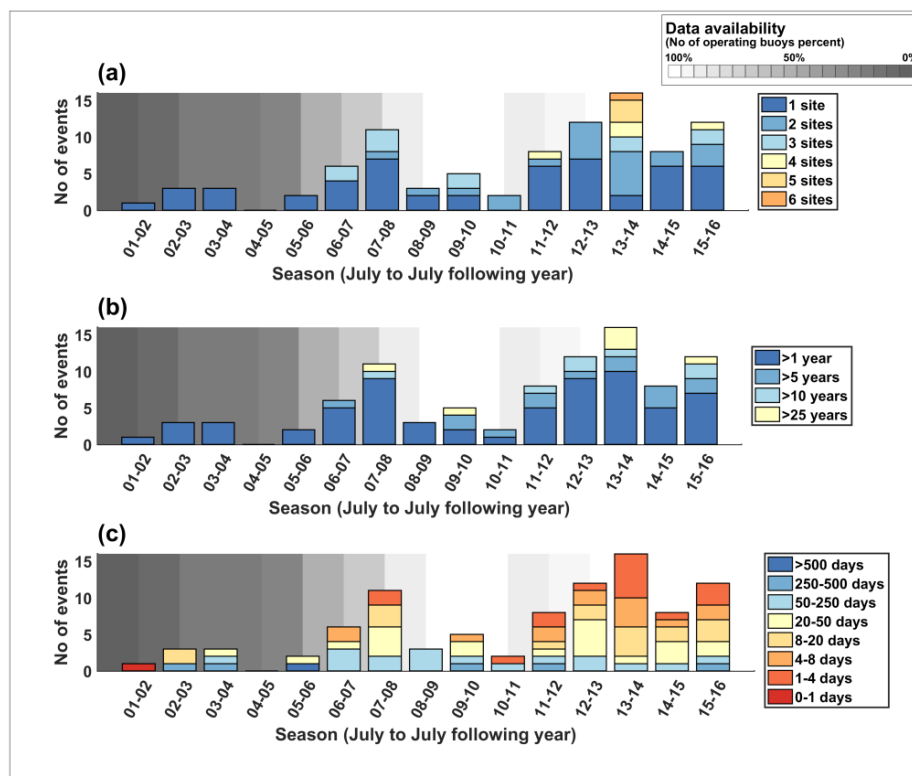 Data availability
(No of operating buoys percent)
100% 50% 0%
(a)
No of events
15
10
5
0
1 site
2 sites
3 sites
4 sites
5 sites
6 sites
01-02 02-03 03-04 04-05 05-06 06-07 07-08 08-09 09-10 10-11 11-12 12-13 13-14 14-15 15-16
Season (July to July following year)
(b)
No of events
15
10
5
0
>1 year
>5 years
>10 years
>25 years
01-02 02-03 03-04 04-05 05-06 06-07 07-08 08-09 09-10 10-11 11-12 12-13 13-14 14-15 15-16
Season (July to July following year)
(c)
No of events
15
10
5
0
>500 days
250-500 days
50-250 days
20-50 days
8-20 days
4-8 days
1-4 days
0-1 days
01-02 02-03 03-04 04-05 05-06 06-07 07-08 08-09 09-10 10-11 11-12 12-13 13-14 14-15 15-16
Season (July to July following year)